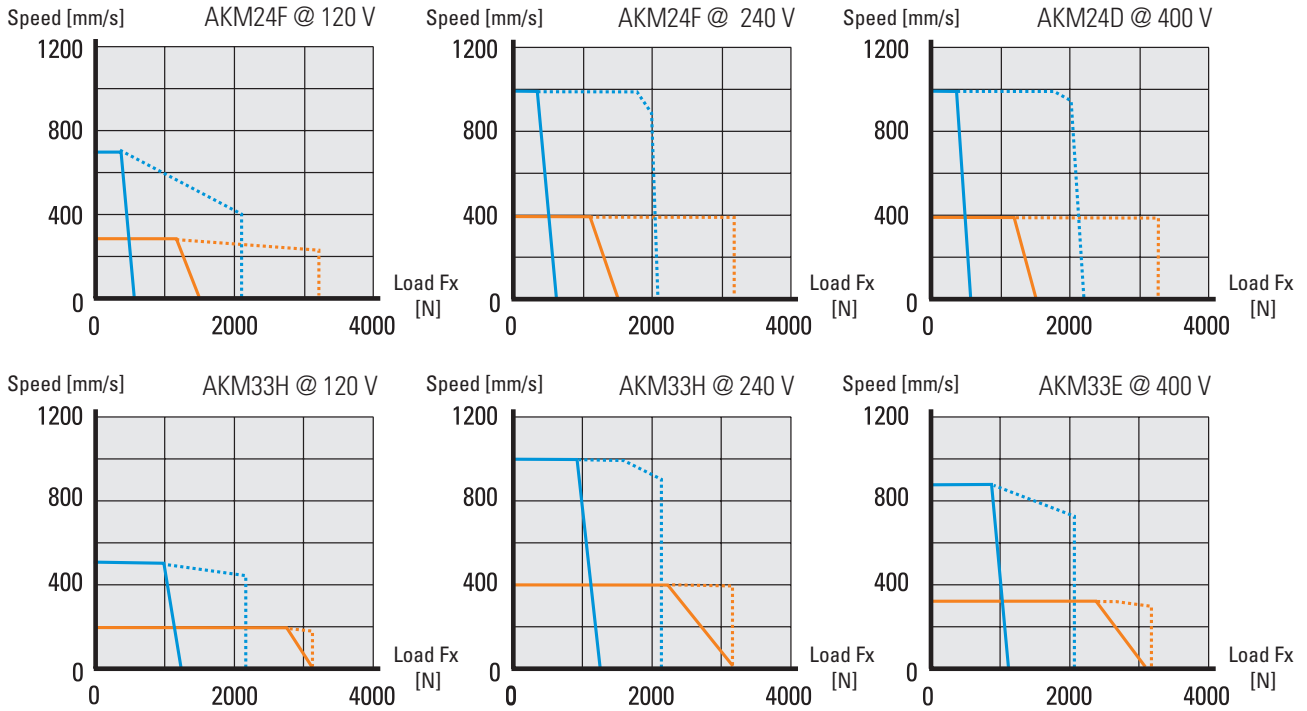 Speed [mm/s] AKM24F @ 120 V
1200
800
400
0
0 2000 4000
Load Fx
[N]
Speed [mm/s] AKM24F @ 240 V
1200
800
400
0
0 2000 4000
Load Fx
[N]
Speed [mm/s] AKM24D @ 400 V
1200
800
400
0
0 2000 4000
Load Fx
[N]
Speed [mm/s] AKM33H @ 120 V
1200
800
400
0
0 2000 4000
Load Fx
[N]
Speed [mm/s] AKM33H @ 240 V
1200
800
400
0
0 2000 4000
Load Fx
[N]
Speed [mm/s] AKM33E @ 400 V
1200
800
400
0
0 2000 4000
Load Fx
[N]